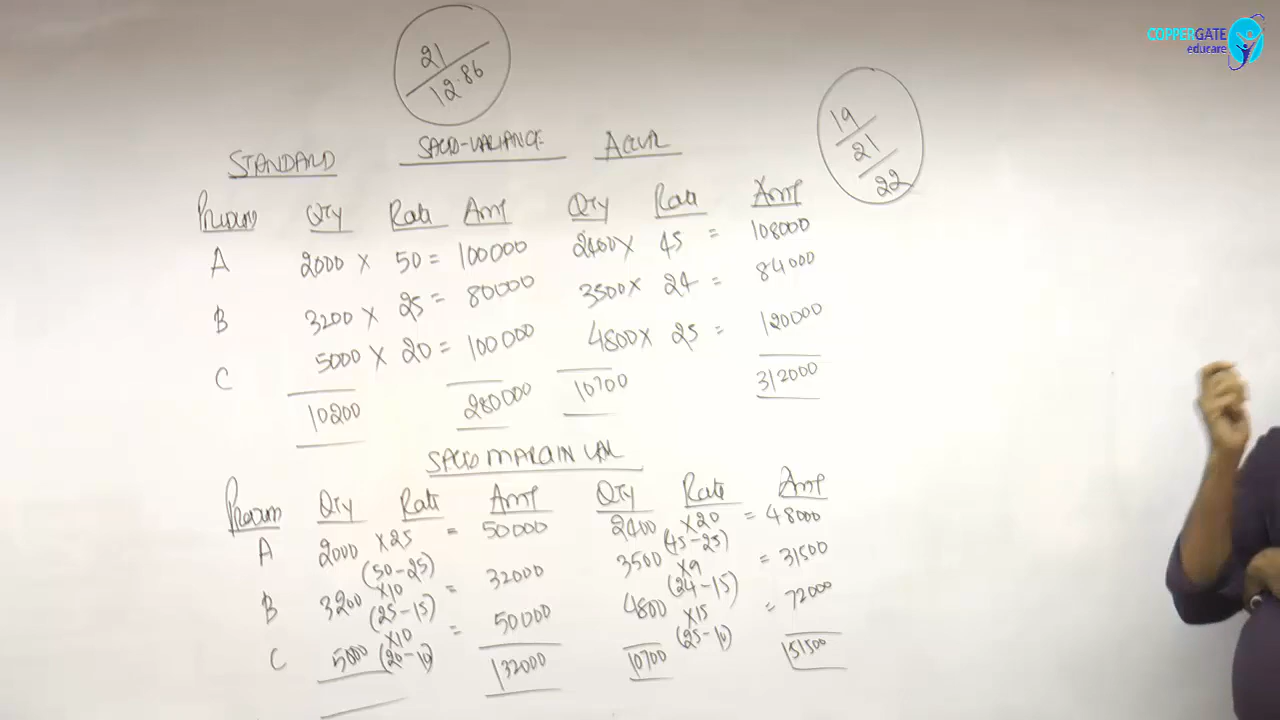 COPPERGATE
educare
21
12.86
19
21
22
STANDARD SALES-VARIANCE ACTUAL
Product Qty Rate Amt Qty Rate Amt
A 2000 × 50 = 100000 2400 × 45 = 108000
B 3200 × 25 = 80000 3500 × 24 = 84000
C 5000 × 20 = 100000 4800 × 25 = 120000
10200 280000 10700 312000
SALES MARGIN VAR
Product Qty Rate Amt Qty Rate Amt
A 2000 ×25 = 50000 2400 ×20 = 48000
(50-25) (45-25)
B 3200 ×10 = 32000 3500 ×9 = 31500
(25-15) (24-15)
C 5000 ×10 = 50000 4800 ×15 = 72000
(20-10) (25-10)
132000 10700 151500